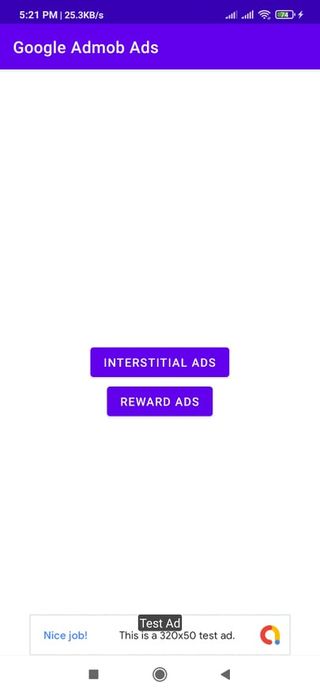 5:21 PM | 25.3KB/s
74
Google Admob Ads
INTERSTITIAL ADS
REWARD ADS
Test Ad
Nice job!
This is a 320x50 test ad.